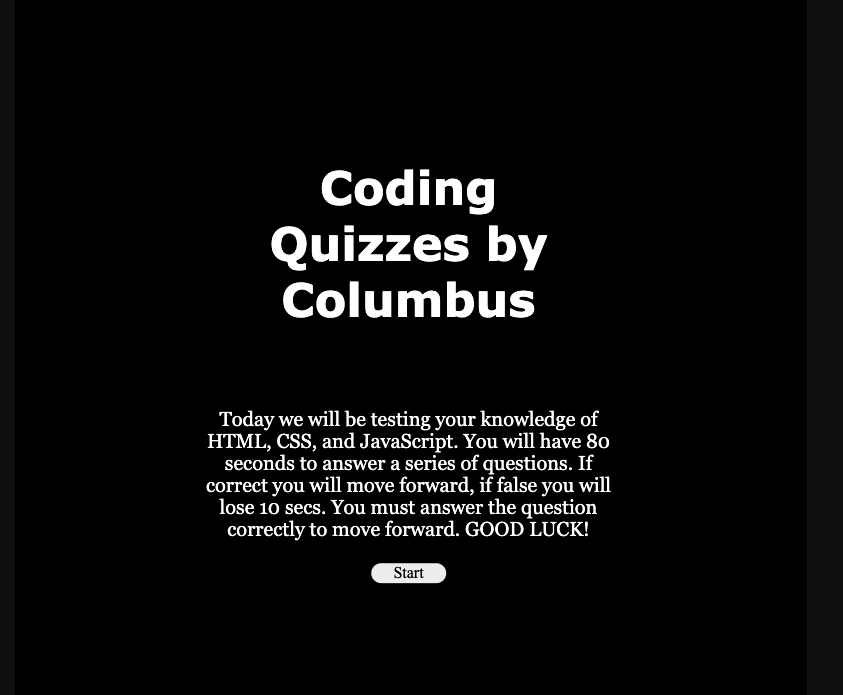 Coding
Quizzes by
Columbus
Today we will be testing your knowledge of
HTML, CSS, and JavaScript. You will have 80
seconds to answer a series of questions. If
correct you will move forward, if false you will
lose 10 secs. You must answer the question
correctly to move forward. GOOD LUCK!
Start